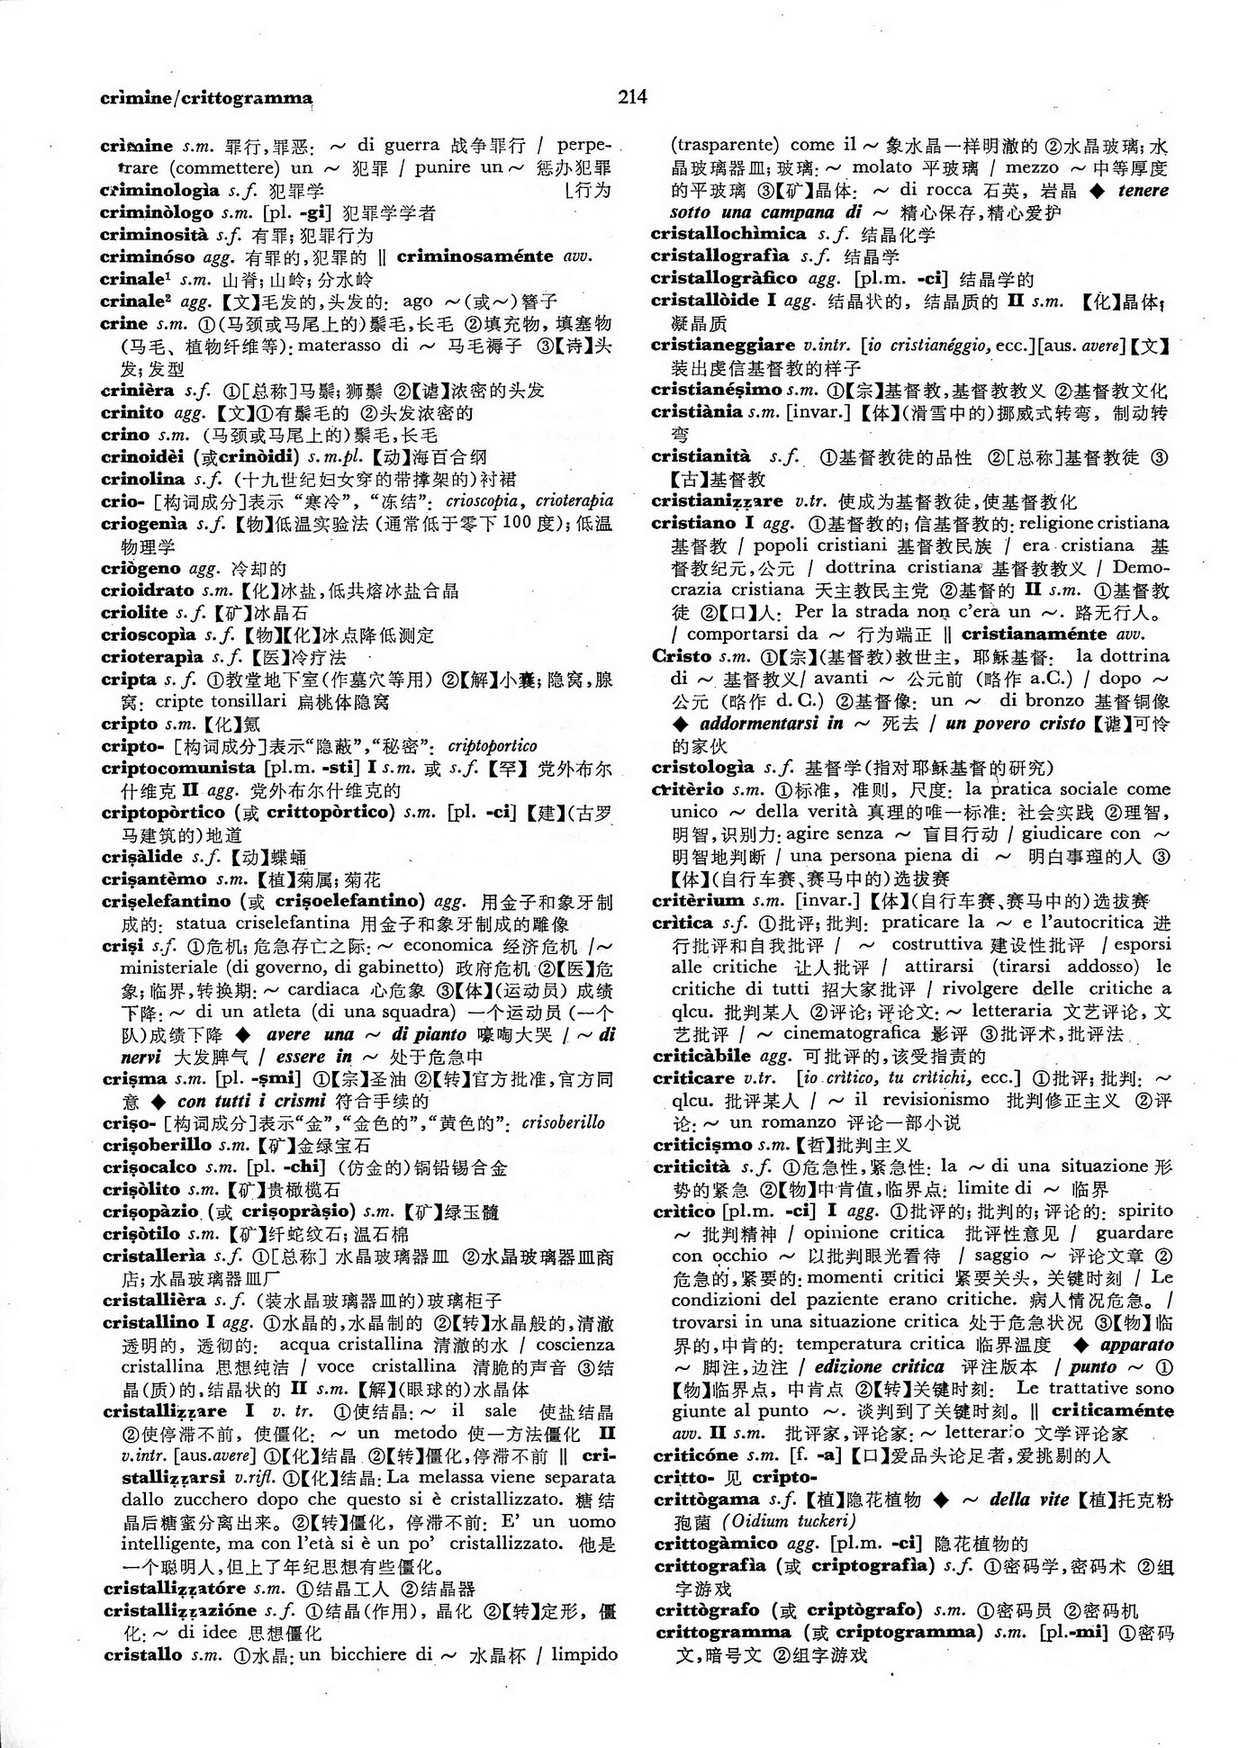 crìmine/crittogramma
214
crìmine s.m. 罪行,罪恶: ～ di guerra 战争罪行 / perpe-
trare (commettere) un ～ 犯罪 / punire un～ 惩办犯罪
criminologìa s.f. 犯罪学 ⌊行为
criminòlogo s.m. [pl. -gi] 犯罪学学者
criminosità s.f. 有罪;犯罪行为
criminóso agg. 有罪的,犯罪的 ‖ criminosaménte avv.
crinale¹ s.m. 山脊;山岭;分水岭
crinale² agg. 【文】毛发的,头发的: ago ～(或～)簪子
crine s.m. ①(马颈或马尾上的)鬃毛,长毛 ②填充物, 填塞物
(马毛、植物纤维等): materasso di ～ 马毛褥子 ③【诗】头
发;发型
crinièra s.f. ①[总称]马鬃;狮鬃 ②【谑】浓密的头发
crinito agg. 【文】①有鬃毛的 ②头发浓密的
crino s.m. (马颈或马尾上的)鬃毛,长毛
crinoidèi (或crinòidi) s.m.pl. 【动】海百合纲
crinolina s.f. (十九世纪妇女穿的带撑架的)衬裙
crio- [构词成分]表示 “寒冷”, “冻结”: crioscopia, crioterapia
criogenìa s.f. 【物】低温实验法 (通常低于零下 100 度);低温
物理学
criògeno agg. 冷却的
crioidrato s.m.【化】冰盐,低共熔冰盐合晶
criolite s.f.【矿】冰晶石
crioscopìa s.f. 【物】【化】冰点降低测定
crioterapìa s.f.【医】冷疗法
cripta s.f. ①教堂地下室(作墓穴等用) ②【解】小囊;隐窝,腺
窝: cripte tonsillari 扁桃体隐窝
cripto s.m.【化】氪
cripto- [构词成分]表示“隐蔽”,“秘密”: criptoportico
criptocomunista [pl.m. -sti] I s.m. 或 s.f. 【罕】 党外布尔
什维克 II agg. 党外布尔什维克的
criptopòrtico (或 crittopòrtico) s.m. [pl. -ci] 【建】(古罗
马建筑的)地道
crișàlide s.f. 【动】蝶蛹
crișantèmo s.m. 【植】菊属;菊花
crișelefantino (或 crișoelefantino) agg. 用金子和象牙制
成的: statua criselefantina 用金子和象牙制成的雕像
crișì s.f. ①危机;危急存亡之际: ～ economica 经济危机 /～
ministeriale (di governo, di gabinetto) 政府危机 ②【医】危
象;临界,转换期: ～ cardiaca 心危象 ③【体】(运动员) 成绩
下降: ～ di un atleta (di una squadra) 一个运动员 (一个
队)成绩下降 ◆ avere una ～ di pianto 嚎啕大哭 / ～ di
nervi 大发脾气 / essere in ～ 处于危急中
crișma s.m. [pl. -șmi] ①【宗】圣油 ②【转】官方批准,官方同
意 ◆ con tutti i crismi 符合手续的
crișo- [构词成分]表示“金”,“金色的”,“黄色的”: crisoberillo
crișoberillo s.m.【矿】金绿宝石
crișocalco s.m. [pl. -chi] (仿金的)铜铅锡合金
crișòlito s.m.【矿】贵橄榄石
crișopàzio (或 crișopràșio) s.m. 【矿】绿玉髓
crișòtilo s.m. 【矿】纤蛇纹石;温石棉
cristallerìa s.f. ①[总称] 水晶玻璃器皿 ②水晶玻璃器皿商
店;水晶玻璃器皿厂
cristallièra s.f. (装水晶玻璃器皿的)玻璃柜子
cristallino I agg. ①水晶的,水晶制的 ②【转】水晶般的,清澈
透明的, 透彻的: acqua cristallina 清澈的水 / coscienza
cristallina 思想纯洁 / voce cristallina 清脆的声音 ③结
晶(质)的,结晶状的 II s.m.【解】(眼球的)水晶体
cristallizzare I v. tr. ①使结晶: ～ il sale 使盐结晶
②使停滞不前, 使僵化: ～ un metodo 使一方法僵化 II
v.intr. [aus.avere] ①【化】结晶 ②【转】僵化,停滞不前 ‖ cri-
stallizzarsi v.rifl. ①【化】结晶: La melassa viene separata
dallo zucchero dopo che questo si è cristallizzato. 糖结
晶后糖蜜分离出来。②【转】僵化, 停滞不前: E' un uomo
intelligente, ma con l'età si è un po' cristallizzato. 他是
一个聪明人,但上了年纪思想有些僵化。
cristallizzatóre s.m. ①结晶工人 ②结晶器
cristallizzazióne s.f. ①结晶(作用), 晶化 ②【转】定形, 僵
化: ～ di idee 思想僵化
cristallo s.m. ①水晶: un bicchiere di ～ 水晶杯 / limpido
(trasparente) come il ～ 象水晶一样明澈的 ②水晶玻璃;水
晶玻璃器皿;玻璃: ～ molato 平玻璃 / mezzo ～ 中等厚度
的平玻璃 ③【矿】晶体: ～ di rocca 石英, 岩晶 ◆ tenere
sotto una campana di ～ 精心保存,精心爱护
cristallochìmica s.f. 结晶化学
cristallografìa s.f. 结晶学
cristallogràfico agg. [pl.m. -ci] 结晶学的
cristallòide I agg. 结晶状的, 结晶质的 II s.m. 【化】晶体;
凝晶质
cristianeggiare v.intr. [io cristianéggio, ecc.][aus. avere]【文】
装出虔信基督教的样子
cristianéșimo s.m. ①【宗】基督教,基督教教义 ②基督教文化
cristiània s.m. [invar.] 【体】(滑雪中的)挪威式转弯, 制动转
弯
cristianità s.f. ①基督教徒的品性 ②[总称]基督教徒 ③
【古】基督教
cristianizzare v.tr. 使成为基督教徒,使基督教化
cristiano I agg. ①基督教的;信基督教的: religione cristiana
基督教 / popoli cristiani 基督教民族 / era cristiana 基
督教纪元,公元 / dottrina cristiana 基督教教义 / Demo-
crazia cristiana 天主教民主党 ②基督的 II s.m. ①基督教
徒 ②【口】人: Per la strada non c'era un ～. 路无行人。
/ comportarsi da ～ 行为端正 ‖ cristianaménte avv.
Cristo s.m. ①【宗】(基督教)救世主, 耶稣基督: la dottrina
di ～ 基督教义/ avanti ～ 公元前 (略作 a.C.) / dopo ～
公元 (略作 d.C.) ②基督像: un ～ di bronzo 基督铜像
◆ addormentarsi in ～ 死去 / un povero cristo【谑】可怜
的家伙
cristologìa s.f. 基督学(指对耶稣基督的研究)
critèrio s.m. ①标准, 准则, 尺度: la pratica sociale come
unico ～ della verità 真理的唯一标准: 社会实践 ②理智,
明智,识别力: agire senza ～ 盲目行动 / giudicare con ～
明智地判断 / una persona piena di ～ 明白事理的人 ③
【体】(自行车赛、赛马中的)选拔赛
critèrium s.m. [invar.] 【体】(自行车赛、赛马中的)选拔赛
crìtica s.f. ①批评;批判: praticare la ～ e l'autocritica 进
行批评和自我批评 / ～ costruttiva 建设性批评 / esporsi
alle critiche 让人批评 / attirarsi (tirarsi addosso) le
critiche di tutti 招大家批评 / rivolgere delle critiche a
qlcu. 批判某人 ②评论;评论文: ～ letteraria 文艺评论, 文
艺批评 / ～ cinematografica 影评 ③批评术,批评法
criticàbile agg. 可批评的,该受指责的
criticare v.tr. [io crìtico, tu crìtichi, ecc.] ①批评;批判: ～
qlcu. 批评某人 / ～ il revisionismo 批判修正主义 ②评
论: ～ un romanzo 评论一部小说
criticișmo s.m.【哲】批判主义
criticità s.f. ①危急性,紧急性: la ～ di una situazione 形
势的紧急 ②【物】中肯值,临界点: limite di ～ 临界
crìtico [pl.m. -ci] I agg. ①批评的;批判的;评论的: spirito
～ 批判精神 / opinione critica 批评性意见 / guardare
con occhio ～ 以批判眼光看待 / saggio ～ 评论文章 ②
危急的,紧要的: momenti critici 紧要关头, 关键时刻 / Le
condizioni del paziente erano critiche. 病人情况危急。/
trovarsi in una situazione critica 处于危急状况 ③【物】临
界的,中肯的: temperatura critica 临界温度 ◆ apparato
～ 脚注,边注 / edizione critica 评注版本 / punto ～ ①
【物】临界点, 中肯点 ②【转】关键时刻: Le trattative sono
giunte al punto ～. 谈判到了关键时刻。‖ criticaménte
avv. II s.m. 批评家,评论家: ～ letterario 文学评论家
criticóne s.m. [f. -a] 【口】爱品头论足者,爱挑剔的人
critto- 见 cripto-
crittògama s.f. 【植】隐花植物 ◆ ～ della vite 【植】托克粉
孢菌 (Oidium tuckeri)
crittogàmico agg. [pl.m. -ci] 隐花植物的
crittografìa (或 criptografìa) s.f. ①密码学,密码术 ②组
字游戏
crittògrafo (或 criptògrafo) s.m. ①密码员 ②密码机
crittogramma (或 criptogramma) s.m. [pl.-mi] ①密码
文,暗号文 ②组字游戏